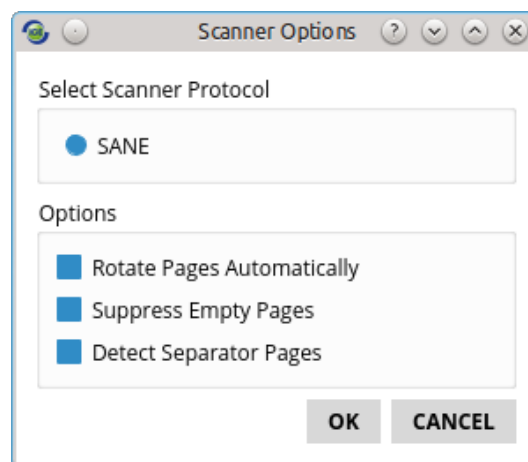 Scanner Options
Select Scanner Protocol
SANE
Options
Rotate Pages Automatically
Suppress Empty Pages
Detect Separator Pages
OK CANCEL